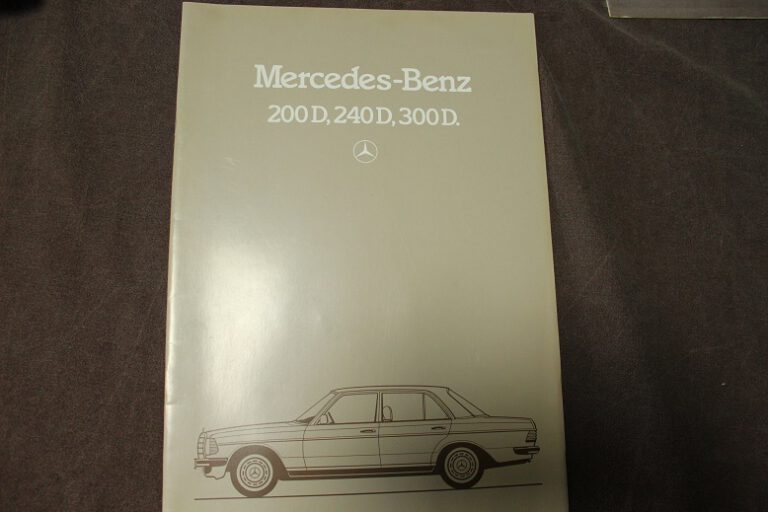 Mercedes-Benz
200 D, 240 D, 300 D.